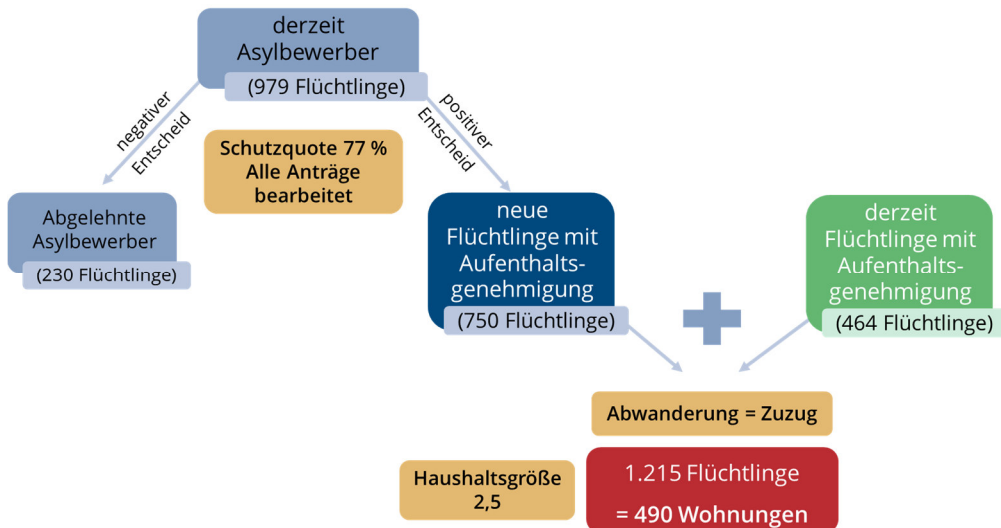 derzeit
Asylbewerber
(979 Flüchtlinge)
negativer
Entscheid
positiver
Entscheid
Schutzquote 77 %
Alle Anträge
bearbeitet
Abgelehnte
Asylbewerber
(230 Flüchtlinge)
neue
Flüchtlinge mit
Aufenthalts-
genehmigung
(750 Flüchtlinge)
derzeit
Flüchtlinge mit
Aufenthalts-
genehmigung
(464 Flüchtlinge)
Abwanderung = Zuzug
Haushaltsgröße
2,5
1.215 Flüchtlinge
= 490 Wohnungen